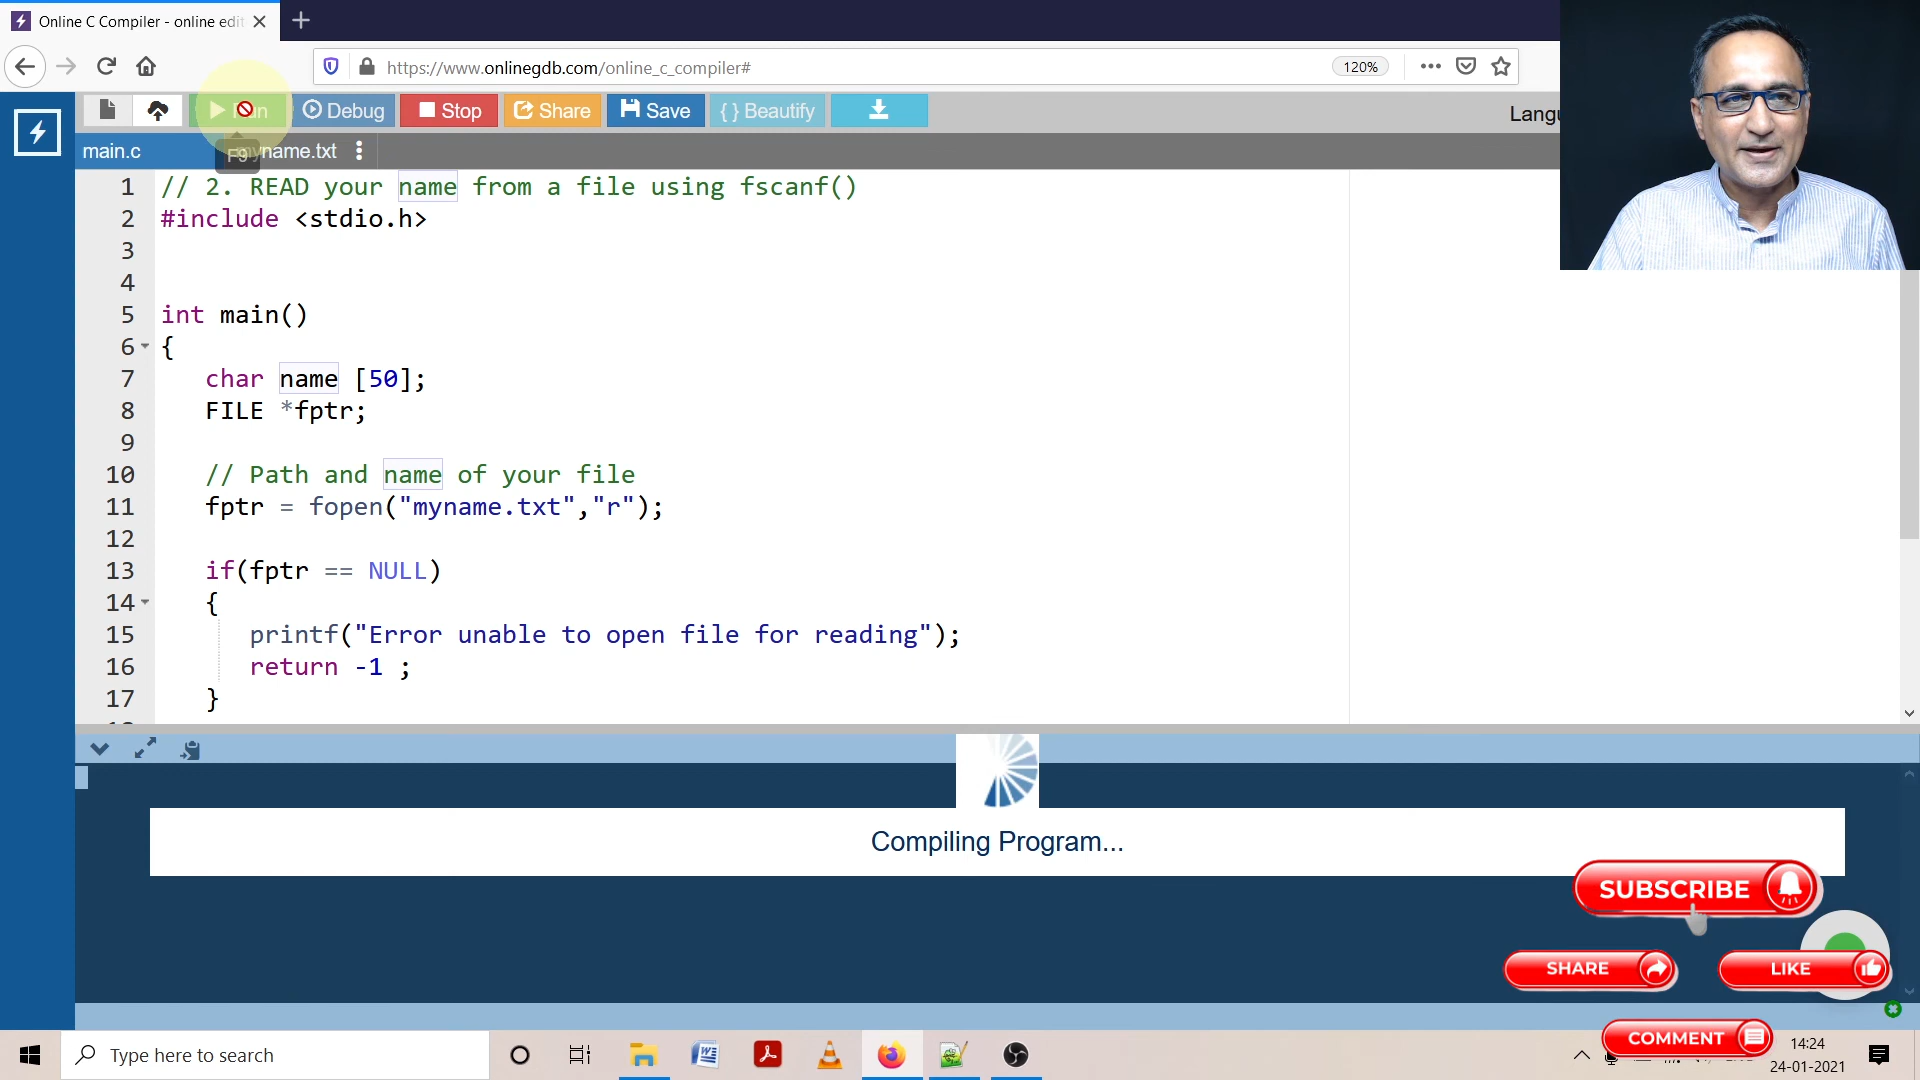 Online C Compiler - online edit
https://www.onlinegdb.com/online_c_compiler#
120%
Run
Debug
Stop
Share
Save
{ } Beautify
Langu
main.c
myname.txt
F9
1 // 2. READ your name from a file using fscanf()
2 #include <stdio.h>
3
4
5 int main()
6 {
7 char name [50];
8 FILE *fptr;
9
10 // Path and name of your file
11 fptr = fopen("myname.txt","r");
12
13 if(fptr == NULL)
14 {
15 printf("Error unable to open file for reading");
16 return -1 ;
17 }
Compiling Program...
SUBSCRIBE
SHARE
LIKE
COMMENT
Type here to search
14:24
24-01-2021